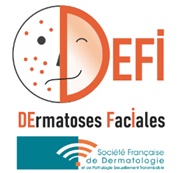 DEFi
DErmatoses Faciales
Société Française
de Dermatologie
et de Pathologie Sexuellement Transmissible